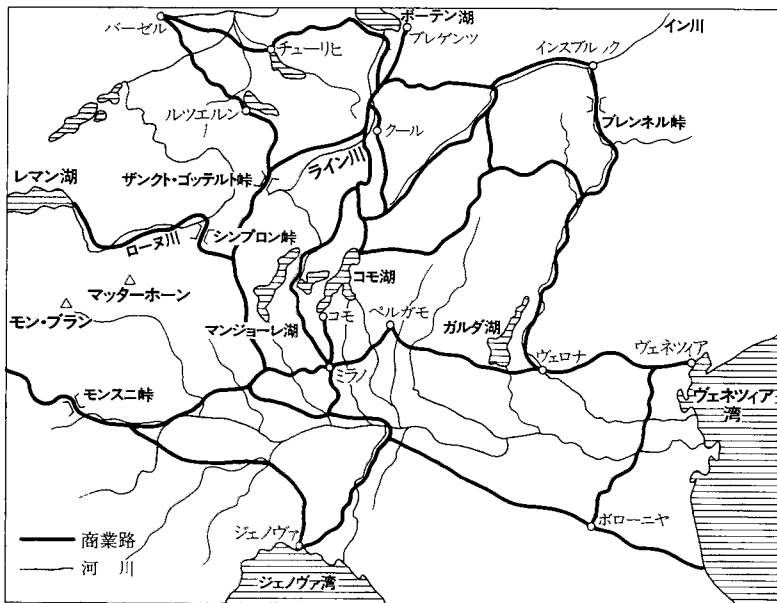 ボーデン湖
バーゼル
ブレゲンツ
イン川
チューリヒ
インスブルック
ルツエルン
クール
ブレンネル峠
ライン川
ザンクト・ゴッテルト峠
レマン湖
ローヌ川
シンプロン峠
コモ湖
マッターホーン
モン・ブラン
マンジョーレ湖
コモ
ベルガモ
ガルダ湖
ミラノ
ヴェロナ
ヴェネツィア
ヴェネツィア
湾
モンスニ峠
ジェノヴァ
ボローニャ
商業路
河川
ジェノヴァ湾